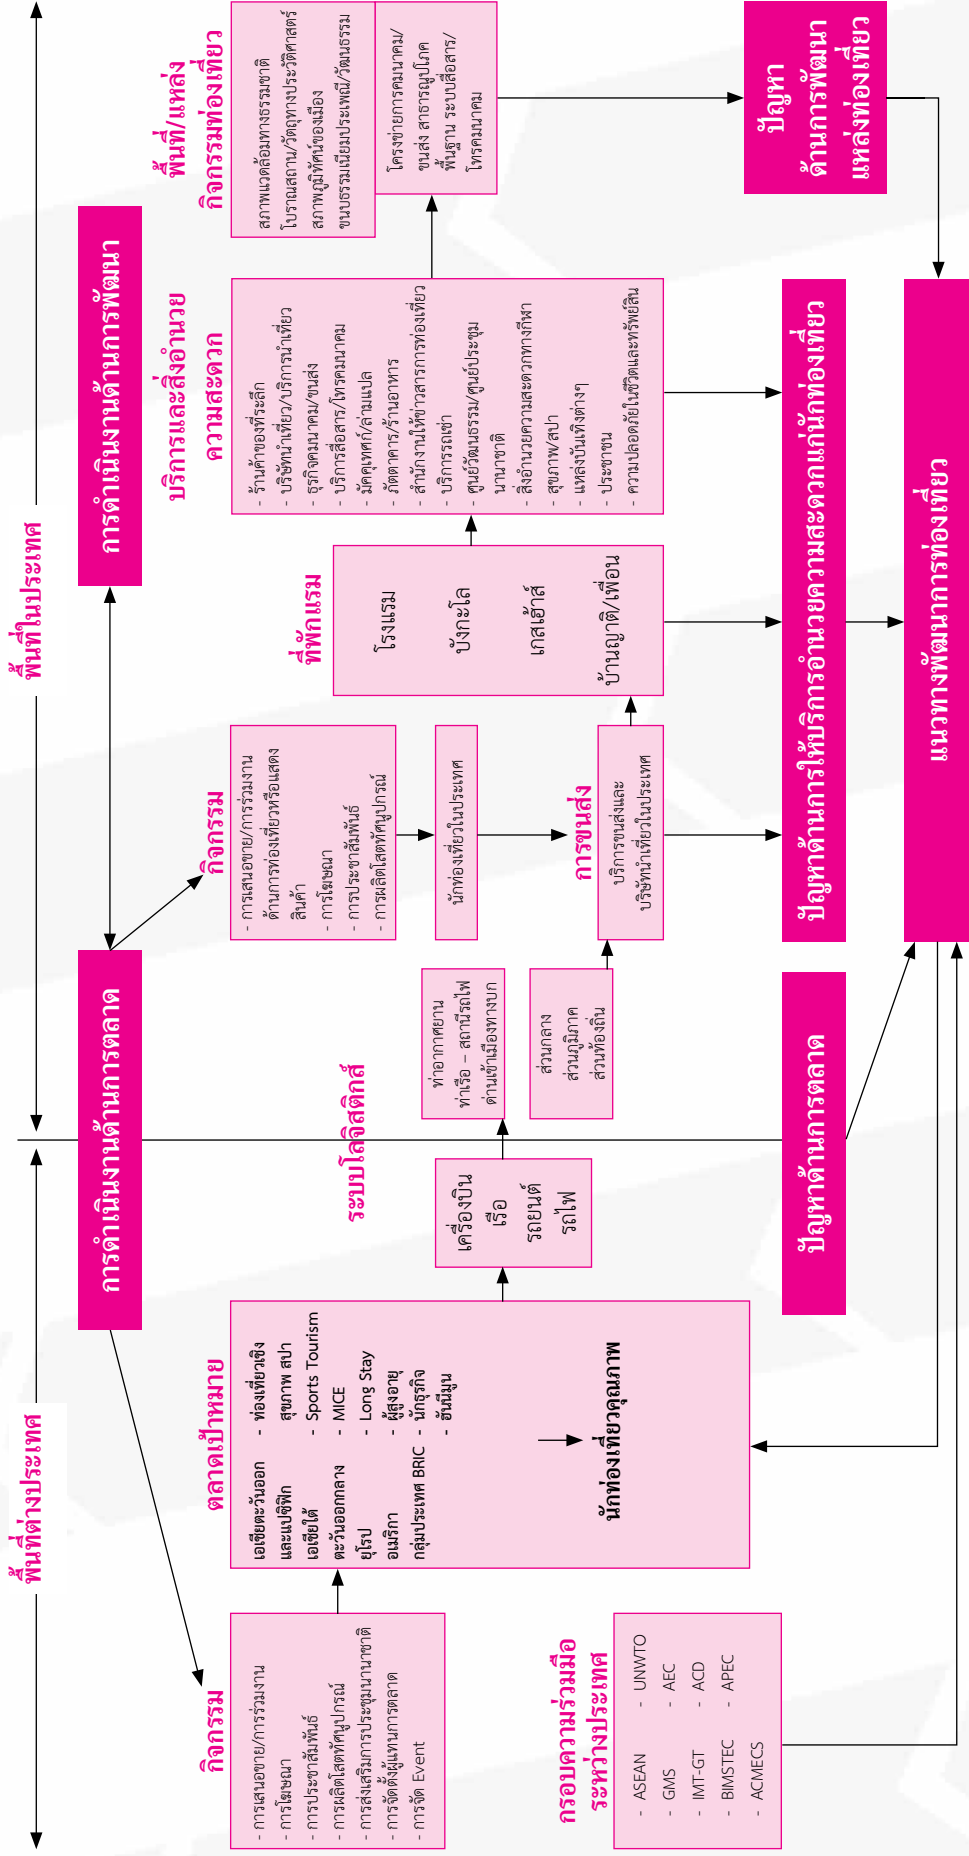 พื้นที่ต่างประเทศ
พื้นที่ในประเทศ
การดำเนินงานด้านการตลาด
การดำเนินงานด้านการพัฒนา
กิจกรรม
- การเสนอขาย/การร่วมงาน
- การโฆษณา
- การประชาสัมพันธ์
- การผลิตโสตทัศนูปกรณ์
- การส่งเสริมการประชุมนานาชาติ
- การจัดตั้งผู้แทนการตลาด
- การจัด Event
ตลาดเป้าหมาย
เอเชียตะวันออก
และแปซิฟิก
เอเชียใต้
ตะวันออกกลาง
ยุโรป
อเมริกา
กลุ่มประเทศ BRIC
- ท่องเที่ยวเชิง
สุขภาพ สปา
- Sports Tourism
- MICE
- Long Stay
- ผู้สูงอายุ
- นักธุรกิจ
- ฮันนีมูน
นักท่องเที่ยวคุณภาพ
ระบบโลจิสติกส์
เครื่องบิน
เรือ
รถยนต์
รถไฟ
ท่าอากาศยาน
ท่าเรือ – สถานีรถไฟ
ด่านเข้าเมืองทางบก
ส่วนกลาง
ส่วนภูมิภาค
ส่วนท้องถิ่น
กิจกรรม
- การเสนอขาย/การร่วมงาน
ด้านการท่องเที่ยวหรือแสดง
สินค้า
- การโฆษณา
- การประชาสัมพันธ์
- การผลิตโสตทัศนูปกรณ์
นักท่องเที่ยวในประเทศ
การขนส่ง
บริการขนส่งและ
บริษัทนำเที่ยวในประเทศ
ที่พักแรม
โรงแรม
บังกะโล
เกสเฮ้าส์
บ้านญาติ/เพื่อน
บริการและสิ่งอำนวย
ความสะดวก
- ร้านค้าของที่ระลึก
- บริษัทนำเที่ยว/บริการนำเที่ยว
- ธุรกิจคมนาคม/ขนส่ง
- บริการสื่อสาร/โทรคมนาคม
- มัคคุเทศก์/ล่ามแปล
- ภัตตาคาร/ร้านอาหาร
- สำนักงานให้ข่าวสารการท่องเที่ยว
- บริการรถเช่า
- ศูนย์วัฒนธรรม/ศูนย์ประชุม
นานาชาติ
- สิ่งอำนวยความสะดวกทางกีฬา
- สุขภาพ/สปา
- แหล่งบันเทิงต่างๆ
- ประชาชน
- ความปลอดภัยในชีวิตและทรัพย์สิน
พื้นที่/แหล่ง
กิจกรรมท่องเที่ยว
สภาพแวดล้อมทางธรรมชาติ
โบราณสถาน/วัตถุทางประวัติศาสตร์
สภาพภูมิทัศน์ของเมือง
ขนบธรรมเนียมประเพณี/วัฒนธรรม
โครงข่ายการคมนาคม/
ขนส่ง สาธารณูปโภค
พื้นฐาน ระบบสื่อสาร/
โทรคมนาคม
กรอบความร่วมมือ
ระหว่างประเทศ
- ASEAN
- GMS
- IMT-GT
- BIMSTEC
- ACMECS
- UNWTO
- AEC
- ACD
- APEC
ปัญหาด้านการตลาด
ปัญหาด้านการให้บริการอำนวยความสะดวกแก่นักท่องเที่ยว
ปัญหา
ด้านการพัฒนา
แหล่งท่องเที่ยว
แนวทางพัฒนาการท่องเที่ยว